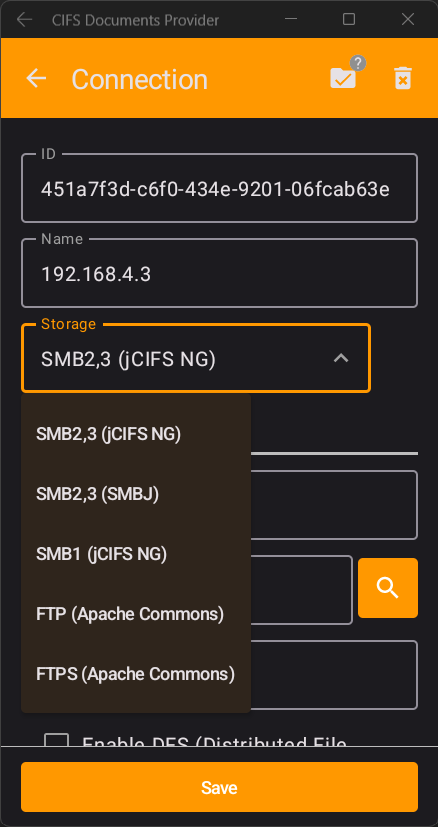 CIFS Documents Provider
Connection
?
ID
451a7f3d-c6f0-434e-9201-06fcab63e
Name
192.168.4.3
Storage
SMB2,3 (jCIFS NG)
SMB2,3 (jCIFS NG)
SMB2,3 (SMBJ)
SMB1 (jCIFS NG)
FTP (Apache Commons)
FTPS (Apache Commons)
Enable DFS (Distributed File
Save